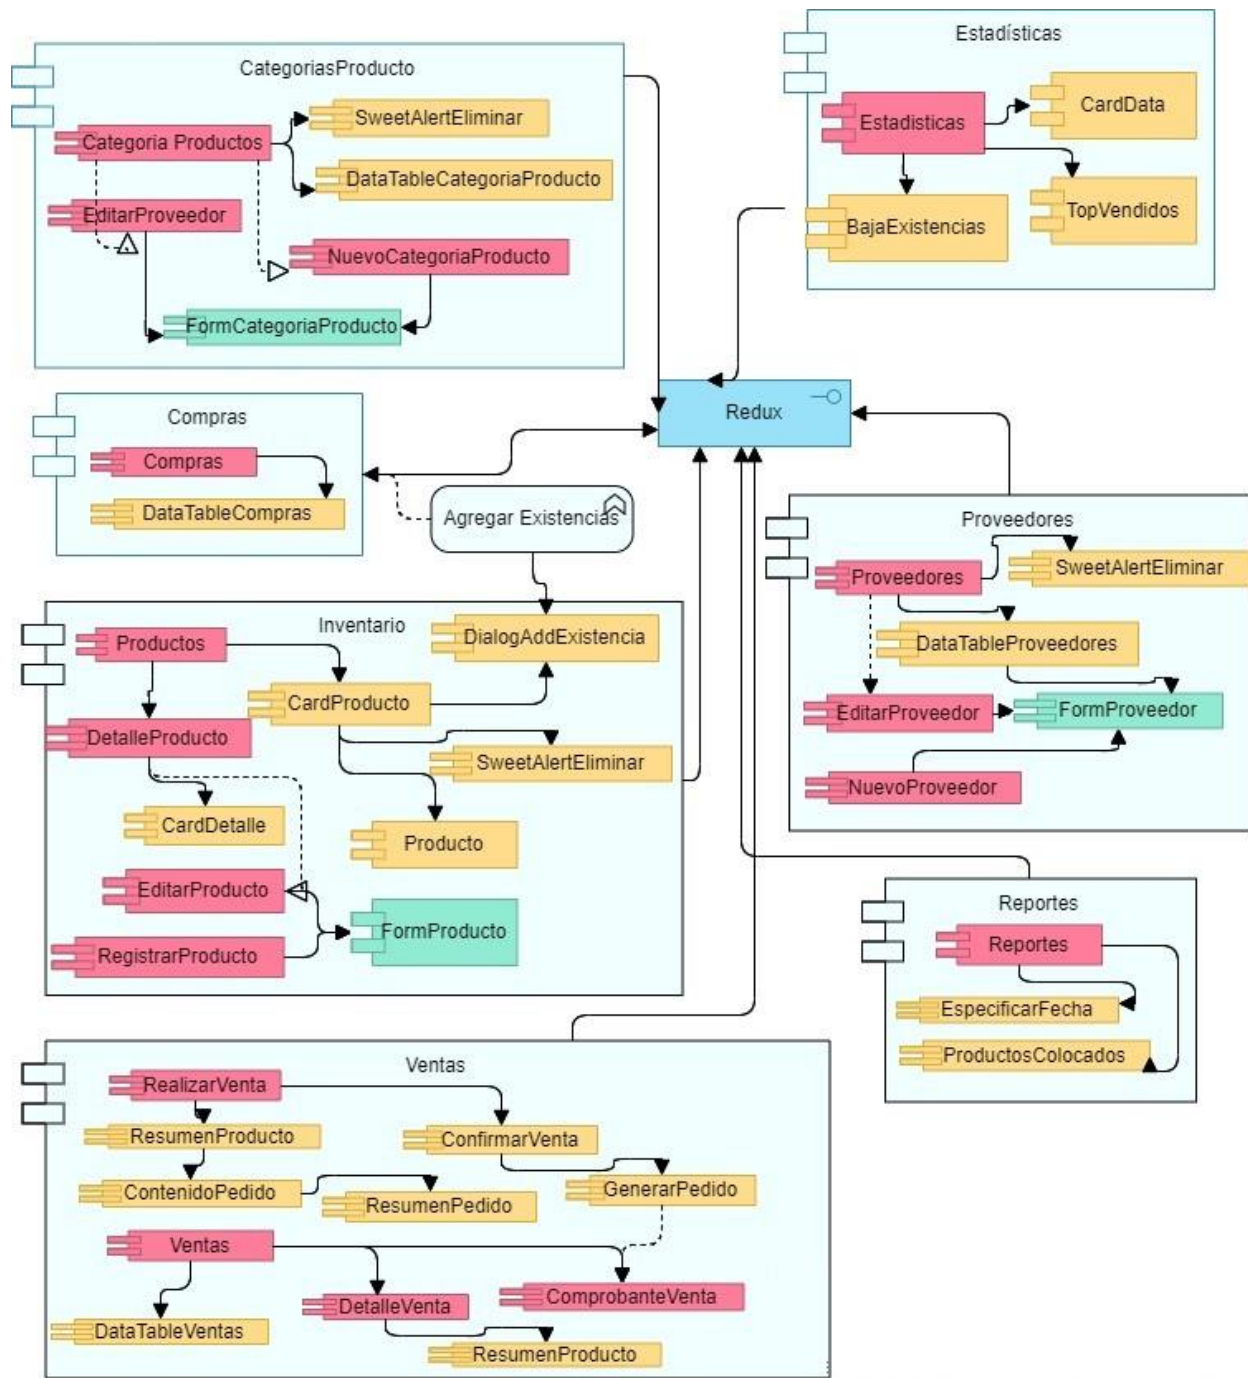 CategoriasProducto
Categoria Productos
SweetAlertEliminar
DataTableCategoriaProducto
EditarProveedor
NuevoCategoriaProducto
FormCategoriaProducto
Estadísticas
Estadisticas
CardData
TopVendidos
BajaExistencias
Redux
Compras
Compras
DataTableCompras
Agregar Existencias
Proveedores
Proveedores
SweetAlertEliminar
DataTableProveedores
EditarProveedor
FormProveedor
NuevoProveedor
Inventario
Productos
DialogAddExistencia
CardProducto
DetalleProducto
SweetAlertEliminar
CardDetalle
Producto
EditarProducto
FormProducto
RegistrarProducto
Reportes
Reportes
EspecificarFecha
ProductosColocados
Ventas
RealizarVenta
ResumenProducto
ConfirmarVenta
ContenidoPedido
ResumenPedido
GenerarPedido
Ventas
DetalleVenta
ComprobanteVenta
DataTableVentas
ResumenProducto